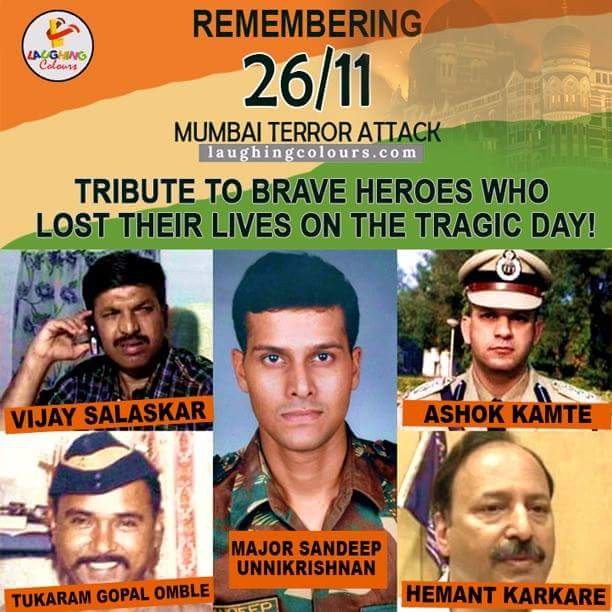 LAUGHING
Colours
REMEMBERING
26/11
MUMBAI TERROR ATTACK
laughingcolours.com
TRIBUTE TO BRAVE HEROES WHO
LOST THEIR LIVES ON THE TRAGIC DAY!
VIJAY SALASKAR
ASHOK KAMTE
TUKARAM GOPAL OMBLE
MAJOR SANDEEP
UNNIKRISHNAN
HEMANT KARKARE